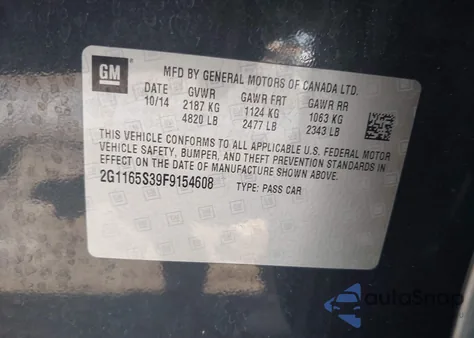 GM
MFD BY GENERAL MOTORS OF CANADA LTD.
DATE GVWR GAWR FRT GAWR RR
10/14 2187 KG 1124 KG 1063 KG
4820 LB 2477 LB 2343 LB
THIS VEHICLE CONFORMS TO ALL APPLICABLE U.S. FEDERAL MOTOR
VEHICLE SAFETY, BUMPER, AND THEFT PREVENTION STANDARDS IN
EFFECT ON THE DATE OF MANUFACTURE SHOWN ABOVE.
2G1165S39F9154608 TYPE: PASS CAR
autoSnap